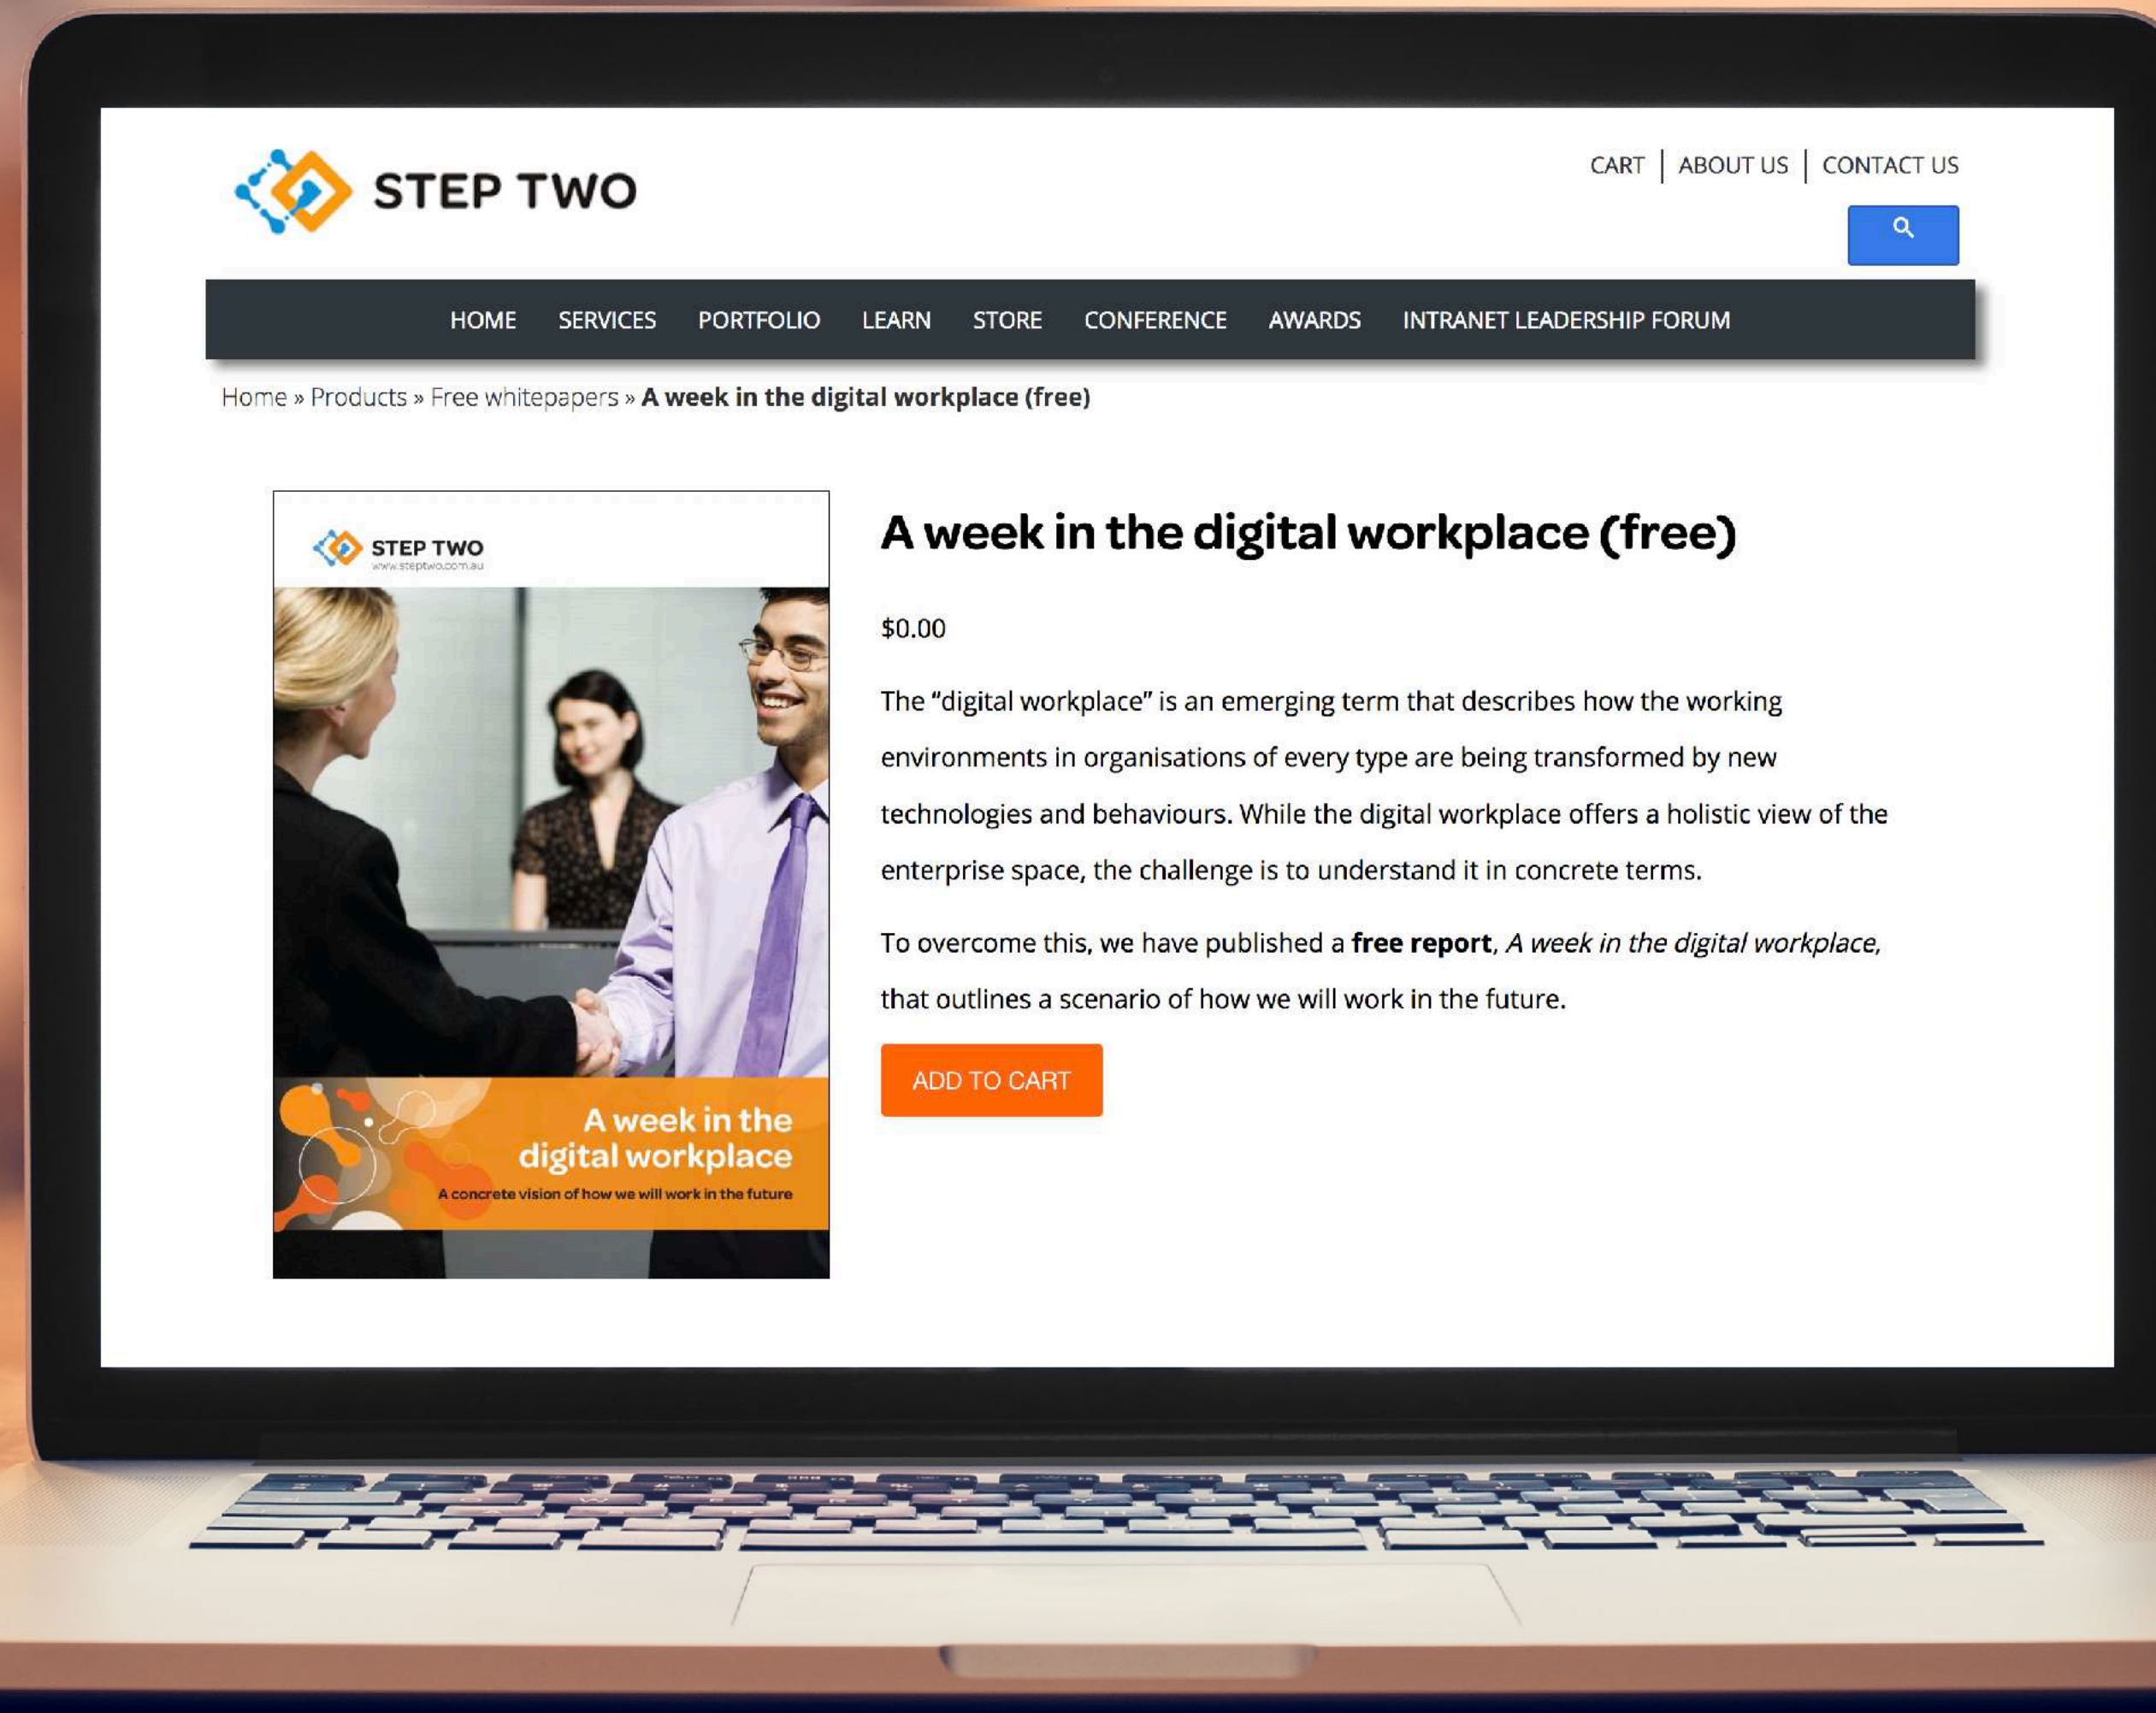 STEP TWO
CART | ABOUT US | CONTACT US
HOME SERVICES PORTFOLIO LEARN STORE CONFERENCE AWARDS INTRANET LEADERSHIP FORUM
Home » Products » Free whitepapers » A week in the digital workplace (free)
STEP TWO
www.steptwo.com.au
A week in the
digital workplace
A concrete vision of how we will work in the future
A week in the digital workplace (free)
$0.00
The “digital workplace” is an emerging term that describes how the working
environments in organisations of every type are being transformed by new
technologies and behaviours. While the digital workplace offers a holistic view of the
enterprise space, the challenge is to understand it in concrete terms.
To overcome this, we have published a free report, A week in the digital workplace,
that outlines a scenario of how we will work in the future.
ADD TO CART